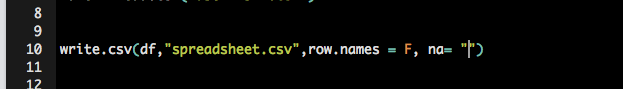 8
9
10 write.csv(df,"spreadsheet.csv",row.names = F, na= "")
11
12